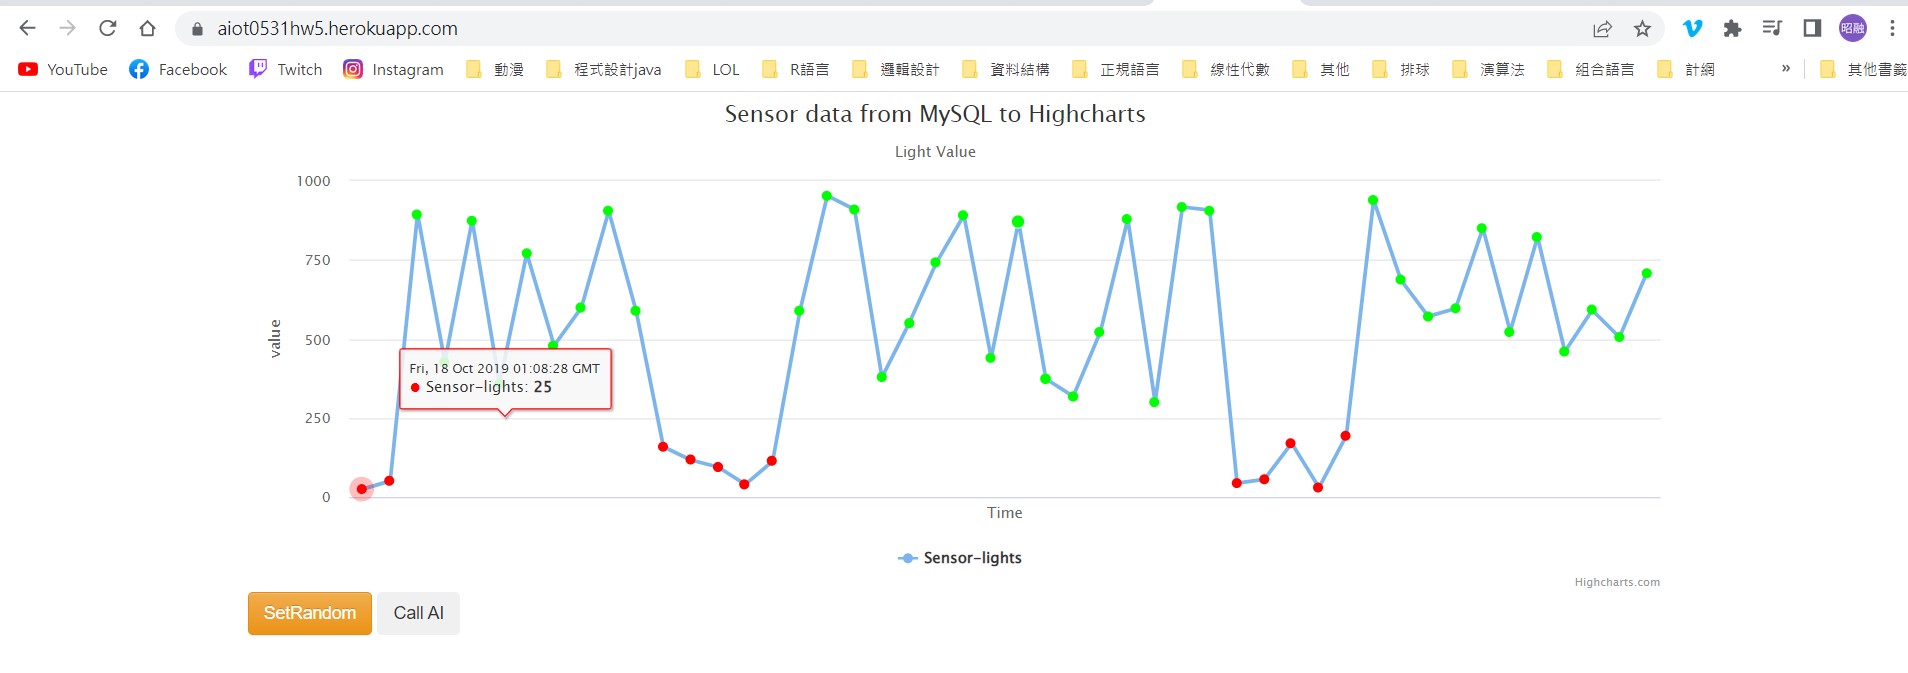 aiot0531hw5.herokuapp.com
昭融
YouTube Facebook Twitch Instagram 動漫 程式設計java LOL R語言 邏輯設計 資料結構 正規語言 線性代數 其他 排球 演算法 組合語言 計網 » 其他書籤
Sensor data from MySQL to Highcharts
Light Value
1000
750
500
250
0
value
Fri, 18 Oct 2019 01:08:28 GMT
Sensor-lights: 25
Time
Sensor-lights
Highcharts.com
SetRandom Call AI